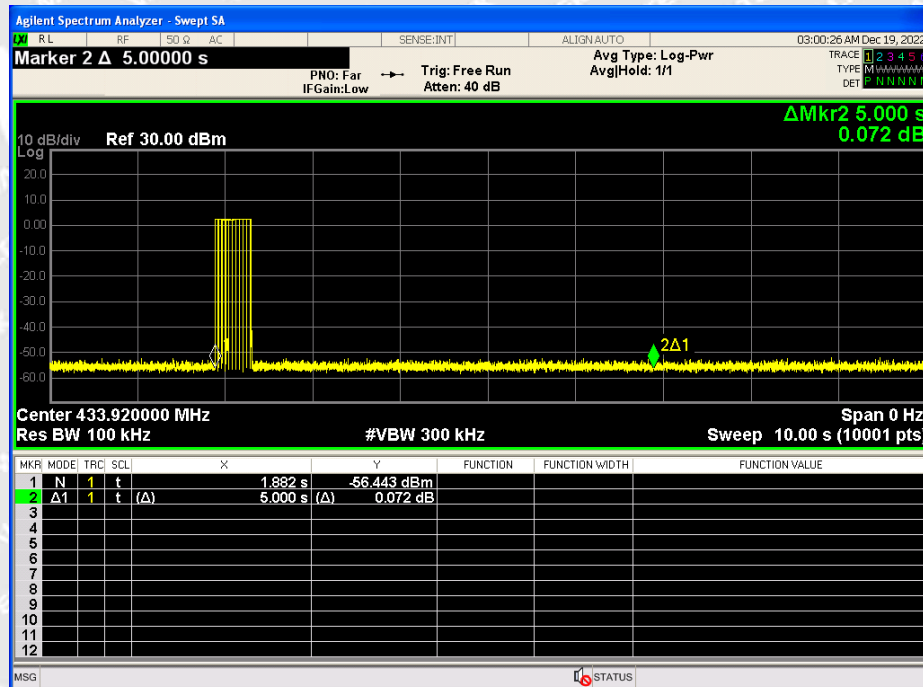 Agilent Spectrum Analyzer - Swept SA
LXI RL RF 50 Ω AC SENSE:INT ALIGN AUTO 03:00:26 AM Dec 19, 2022
Marker 2 Δ 5.00000 s
PNO: Far
IFGain:Low
Trig: Free Run
Atten: 40 dB
Avg Type: Log-Pwr
Avg|Hold: 1/1
TRACE 1 2 3 4 5
TYPE M
DET P N N N N
ΔMkr2 5.000 s
0.072 dB
10 dB/div Ref 30.00 dBm
Log
20.0
10.0
0.00
-10.0
-20.0
-30.0
-40.0
-50.0
-60.0
2Δ1
Center 433.920000 MHz Span 0 Hz
Res BW 100 kHz #VBW 300 kHz Sweep 10.00 s (10001 pts)
MKR MODE TRC SCL X Y FUNCTION FUNCTION WIDTH FUNCTION VALUE
1 N 1 t 1.882 s -56.443 dBm
2 Δ1 1 t (Δ) 5.000 s (Δ) 0.072 dB
3
4
5
6
7
8
9
10
11
12
MSG STATUS